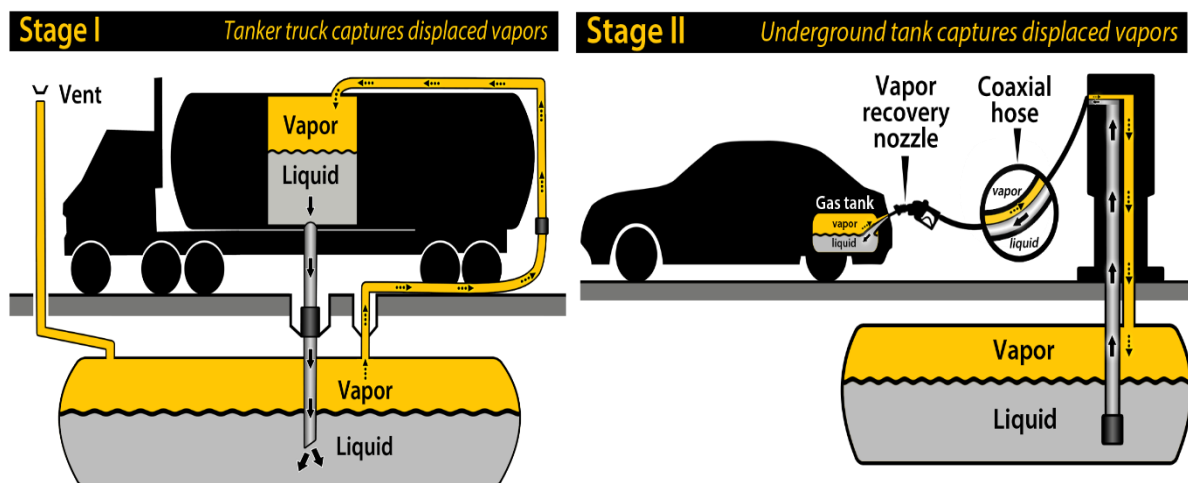 Stage I
Tanker truck captures displaced vapors
Vent
Vapor
Liquid
Vapor
Liquid
Stage II
Underground tank captures displaced vapors
Vapor
recovery
nozzle
Coaxial
hose
Gas tank
vapor
liquid
vapor
liquid
Vapor
Liquid